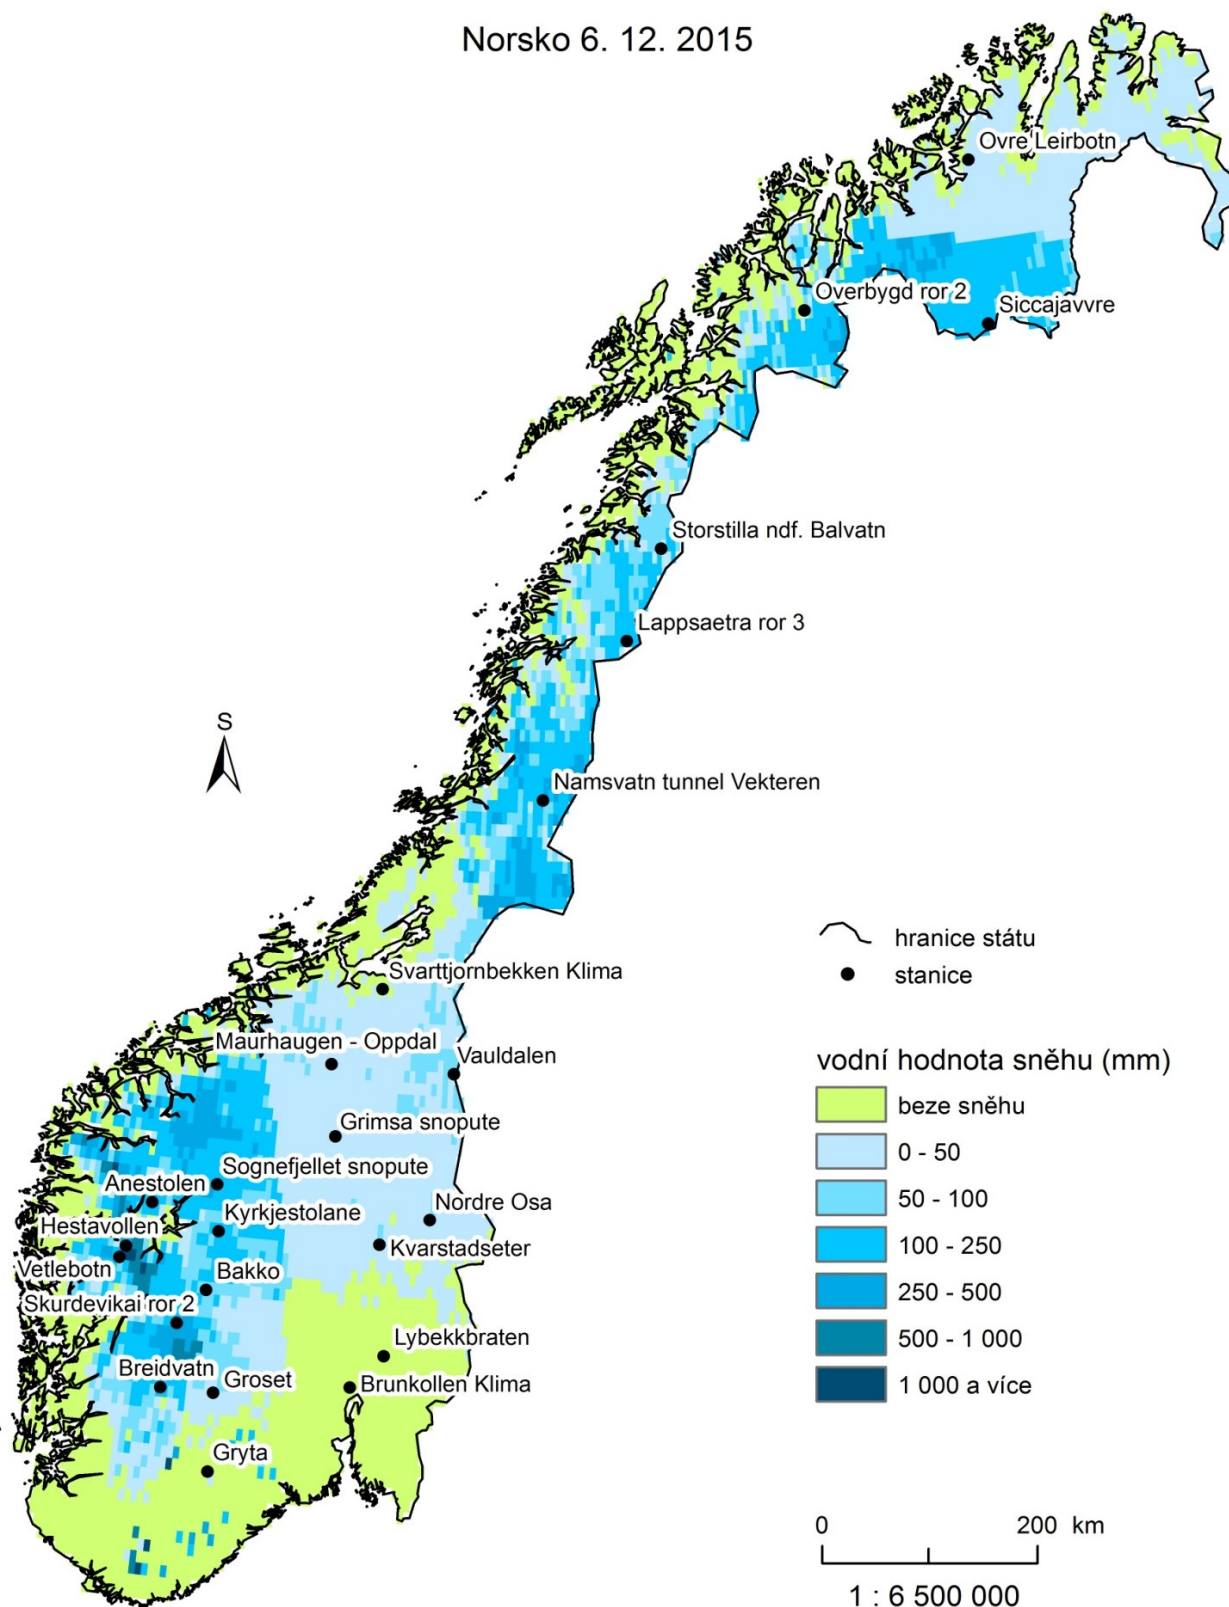 Norsko 6. 12. 2015
Ovre Leirbotn
Overbygd ror 2
Siccajavvre
Storstilla ndf. Balvatn
Lappsaetra ror 3
S
Namsvatn tunnel Vekteren
hranice státu
stanice
Svarttjornbekken Klima
Maurhaugen - Oppdal
Vauldalen
vodní hodnota sněhu (mm)
beze sněhu
Grimsa snopute
0 - 50
Sognefjellet snopute
Anestolen
50 - 100
Nordre Osa
Kyrkjestolane
Hestavollen
100 - 250
Kvarstadseter
Vetlebotn
Bakko
250 - 500
Skurdevikai ror 2
500 - 1 000
Lybekkbraten
Breidvatn
Groset
Brunkollen Klima
1 000 a více
Gryta
0 200 km
1 : 6 500 000